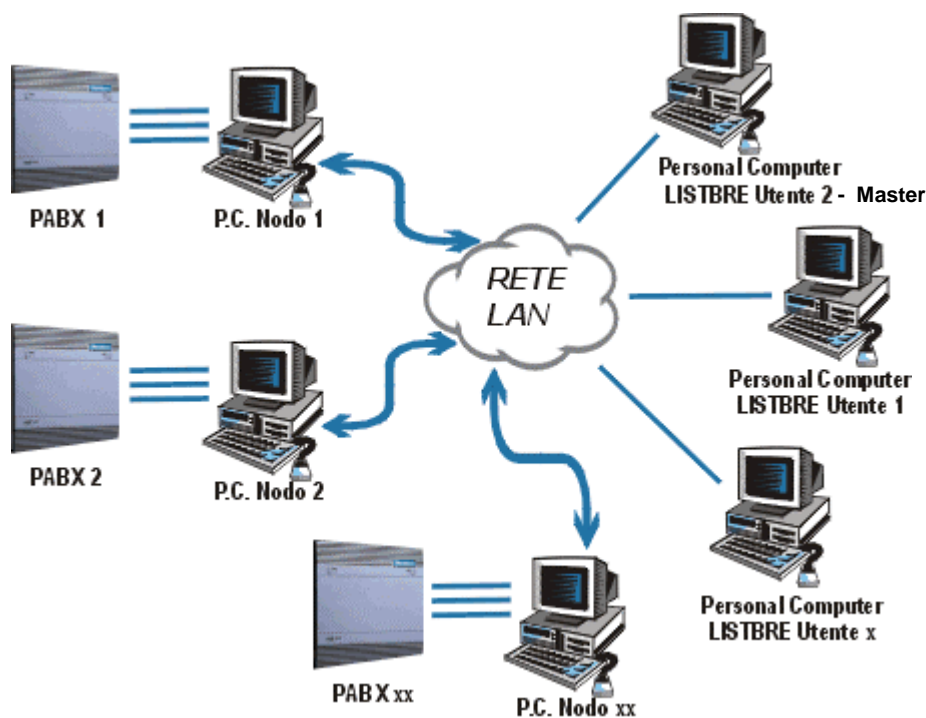 Personal Computer
LISTBRE Utente 2 - Master
PABX 1
P.C. Nodo 1
RETE
LAN
Personal Computer
LISTBRE Utente 1
PABX 2
P.C. Nodo 2
Personal Computer
LISTBRE Utente x
PABX xx
P.C. Nodo xx